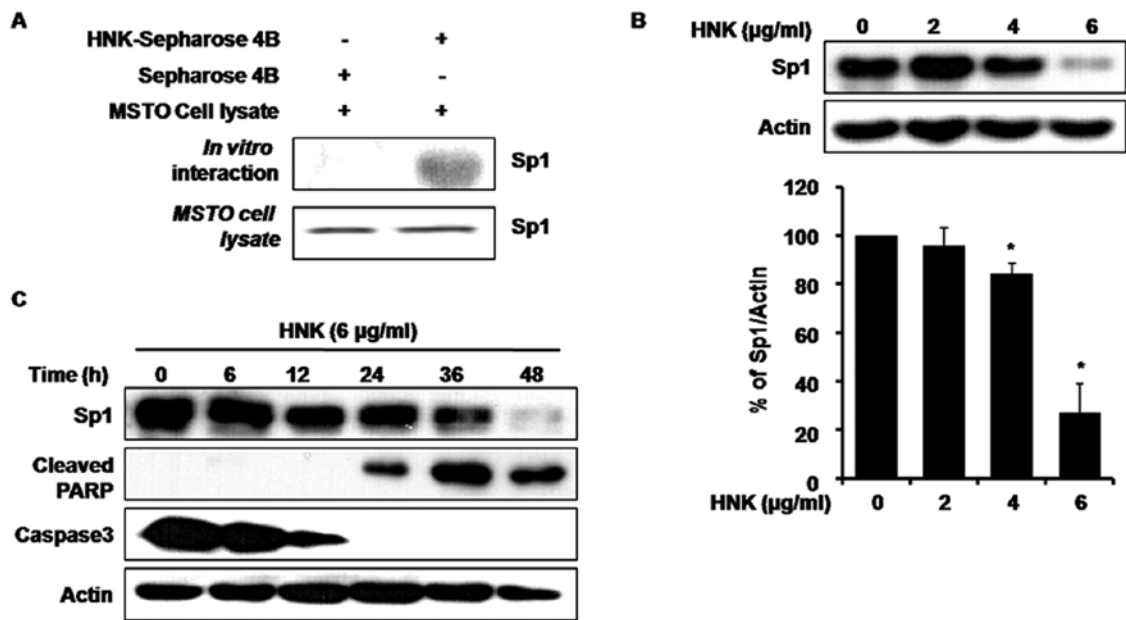 A
HNK-Sepharose 4B - +
Sepharose 4B + -
MSTO Cell lysate + +
In vitro
interaction
Sp1
MSTO cell
lysate
Sp1
B
HNK (µg/ml) 0 2 4 6
Sp1
Actin
120
100
80
60
40
20
0
% of Sp1/Actin
*
*
HNK (µg/ml) 0 2 4 6
C
HNK (6 µg/ml)
Time (h) 0 6 12 24 36 48
Sp1
Cleaved
PARP
Caspase3
Actin